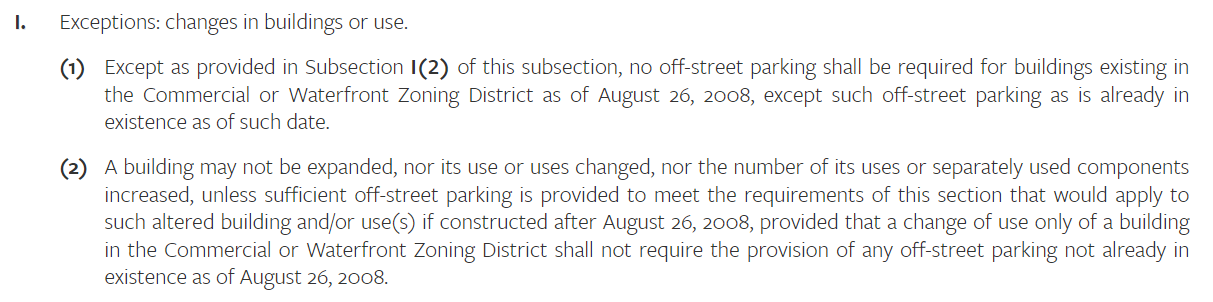 I. Exceptions: changes in buildings or use.
(1) Except as provided in Subsection I(2) of this subsection, no off-street parking shall be required for buildings existing in
the Commercial or Waterfront Zoning District as of August 26, 2008, except such off-street parking as is already in
existence as of such date.
(2) A building may not be expanded, nor its use or uses changed, nor the number of its uses or separately used components
increased, unless sufficient off-street parking is provided to meet the requirements of this section that would apply to
such altered building and/or use(s) if constructed after August 26, 2008, provided that a change of use only of a building
in the Commercial or Waterfront Zoning District shall not require the provision of any off-street parking not already in
existence as of August 26, 2008.